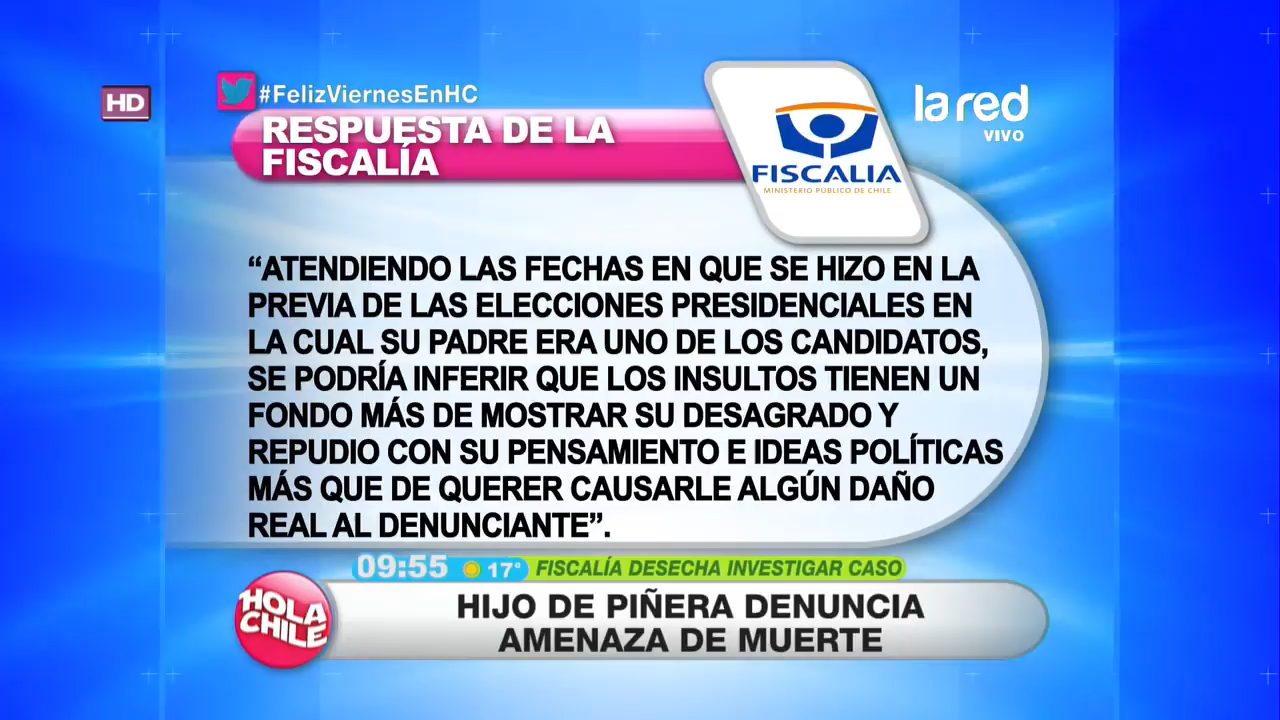 HD
#FelizViernesEnHC
RESPUESTA DE LA
FISCALÍA
FISCALIA
MINISTERIO PUBLICO DE CHILE
la red
VIVO
“ATENDIENDO LAS FECHAS EN QUE SE HIZO EN LA
PREVIA DE LAS ELECCIONES PRESIDENCIALES EN
LA CUAL SU PADRE ERA UNO DE LOS CANDIDATOS,
SE PODRÍA INFERIR QUE LOS INSULTOS TIENEN UN
FONDO MÁS DE MOSTRAR SU DESAGRADO Y
REPUDIO CON SU PENSAMIENTO E IDEAS POLÍTICAS
MÁS QUE DE QUERER CAUSARLE ALGÚN DAÑO
REAL AL DENUNCIANTE”.
09:55 17° FISCALÍA DESECHA INVESTIGAR CASO
HOLA
CHILE
HIJO DE PIÑERA DENUNCIA
AMENAZA DE MUERTE